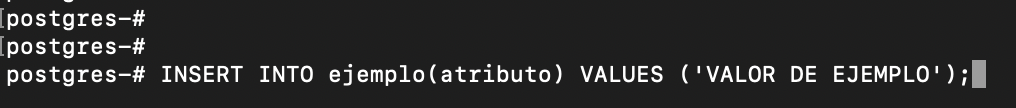 [postgres-#
[postgres-#
postgres-# INSERT INTO ejemplo(atributo) VALUES ('VALOR DE EJEMPLO');